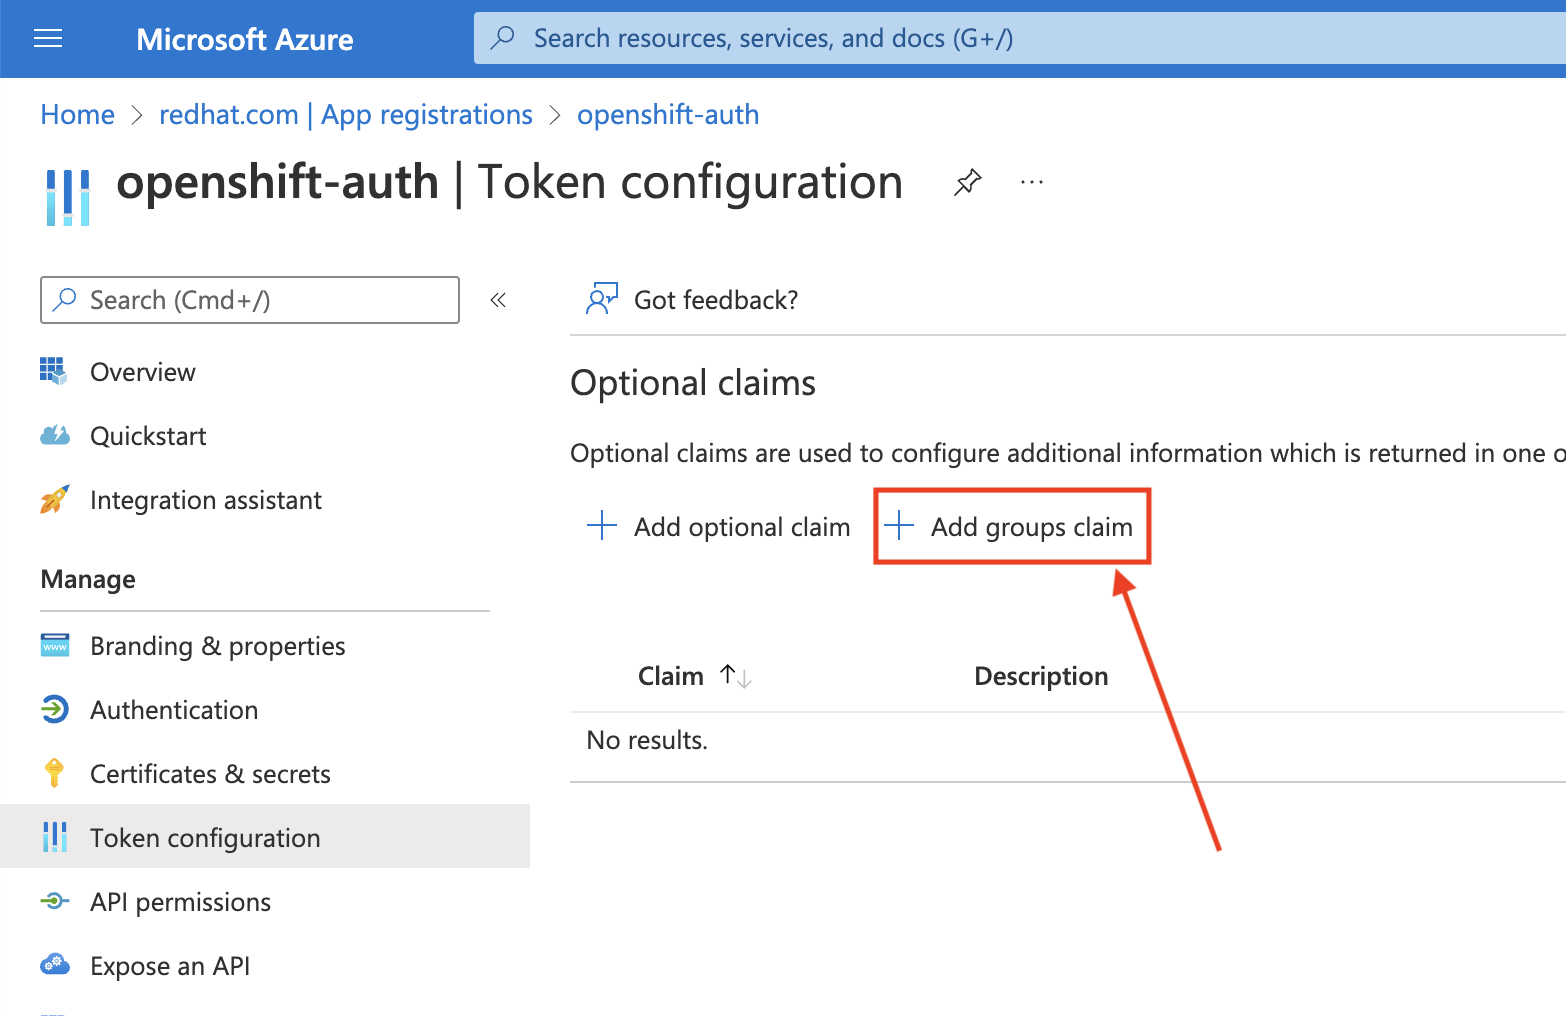 Microsoft Azure
Search resources, services, and docs (G+/)
Home > redhat.com | App registrations > openshift-auth
openshift-auth | Token configuration
Search (Cmd+/)
Got feedback?
Overview
Quickstart
Integration assistant
Manage
Branding & properties
www
Authentication
Certificates & secrets
Token configuration
API permissions
Expose an API
Optional claims
Optional claims are used to configure additional information which is returned in one
Add optional claim
Add groups claim
Claim
Description
No results.